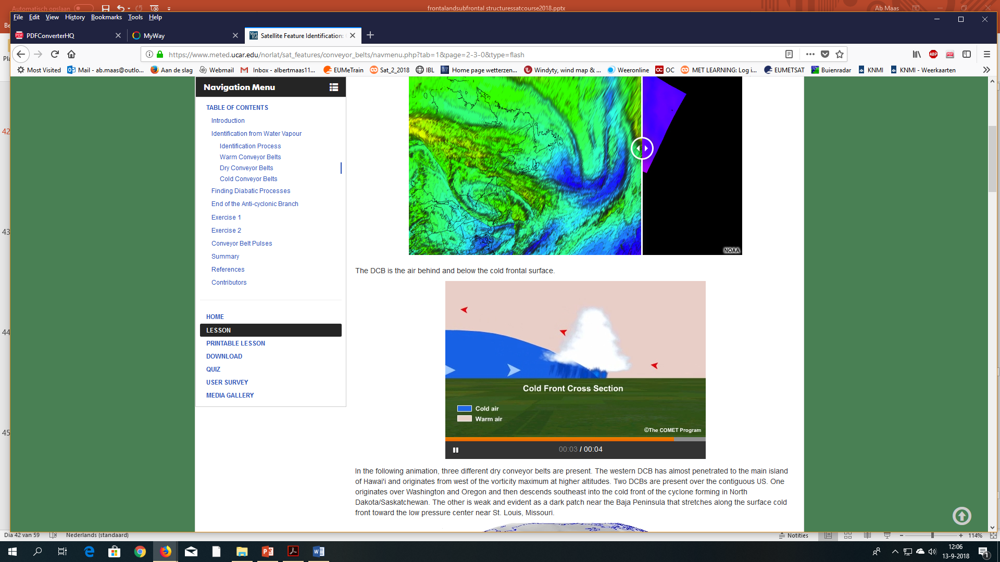 Automatisch opslaan
frontalandsubfrontal structuressatcourse2018.pptx
Ab Maas
File Edit View History Bookmarks Tools Help
Be
PDFConverterHQ
MyWay
Satellite Feature Identification:
https://www.meted.ucar.edu/norlat/sat_features/conveyor_belts/navmenu.php?tab=1&page=2-3-0&type=flash
ABP
PDF
Pla
Most Visited
Mail - ab.maas@outlo...
Aan de slag
Webmail
Inbox - albertmaas11...
EUMeTrain
Sat_2_2018
IBL
Home page wetterzen...
Windyty, wind map & ...
Weeronline
OC
MET LEARNING: Log i...
EUMETSAT
Buienradar
KNMI
KNMI - Weerkaarten
Navigation Menu
TABLE OF CONTENTS
Introduction
Identification from Water Vapour
Identification Process
Warm Conveyor Belts
Dry Conveyor Belts
Cold Conveyor Belts
Finding Diabatic Processes
End of the Anti-cyclonic Branch
Exercise 1
Exercise 2
Conveyor Belt Pulses
Summary
References
Contributors
HOME
LESSON
PRINTABLE LESSON
DOWNLOAD
QUIZ
USER SURVEY
MEDIA GALLERY
42
43
44
45
NOAA
The DCB is the air behind and below the cold frontal surface.
Cold Front Cross Section
Cold air
Warm air
©The COMET Program
00:03 / 00:04
In the following animation, three different dry conveyor belts are present. The western DCB has almost penetrated to the main island
of Hawai'i and originates from west of the vorticity maximum at higher altitudes. Two DCBs are present over the contiguous US. One
originates over Washington and Oregon and then descends southeast into the cold front of the cyclone forming in North
Dakota/Saskatchewan. The other is weak and evident as a dark patch near the Baja Peninsula that stretches along the surface cold
front toward the low pressure center near St. Louis, Missouri.
Dia 42 van 59
Nederlands (standaard)
Notities
114%
12:06
13-9-2018
1